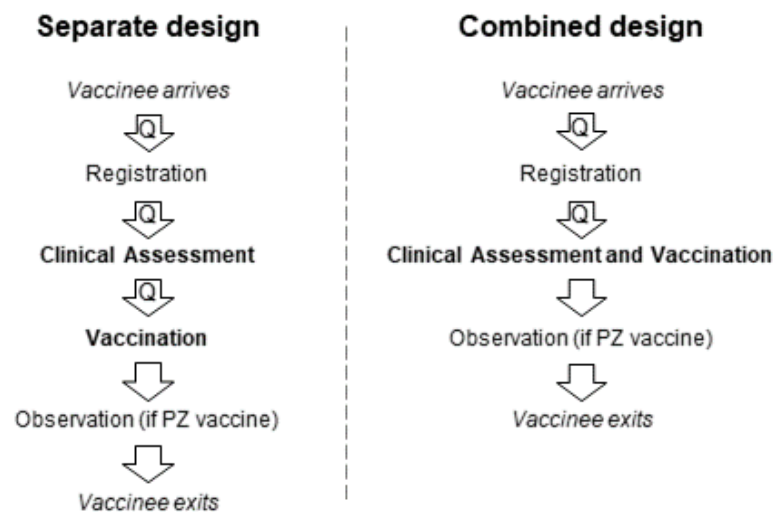 Separate design
Vaccinee arrives
Q
Registration
Q
Clinical Assessment
Q
Vaccination
Observation (if PZ vaccine)
Vaccinee exits
Combined design
Vaccinee arrives
Q
Registration
Q
Clinical Assessment and Vaccination
Observation (if PZ vaccine)
Vaccinee exits